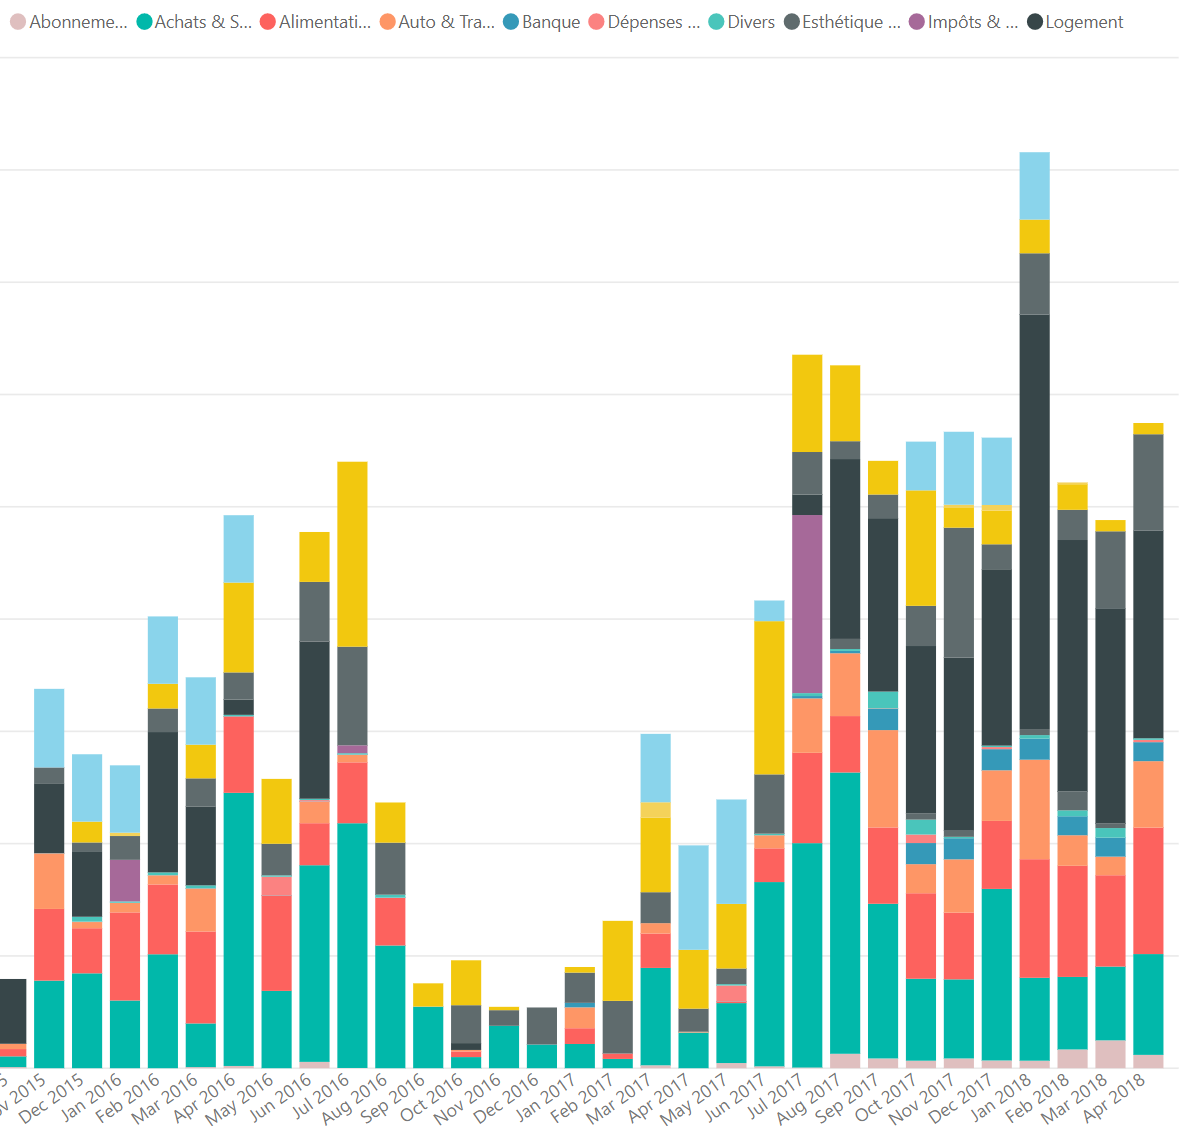 Abonneme... Achats & S... Alimentati... Auto & Tra... Banque Dépenses ... Divers Esthétique ... Impôts & ... Logement
Nov 2015 Dec 2015 Jan 2016 Feb 2016 Mar 2016 Apr 2016 May 2016 Jun 2016 Jul 2016 Aug 2016 Sep 2016 Oct 2016 Nov 2016 Dec 2016 Jan 2017 Feb 2017 Mar 2017 Apr 2017 May 2017 Jun 2017 Jul 2017 Aug 2017 Sep 2017 Oct 2017 Nov 2017 Dec 2017 Jan 2018 Feb 2018 Mar 2018 Apr 2018